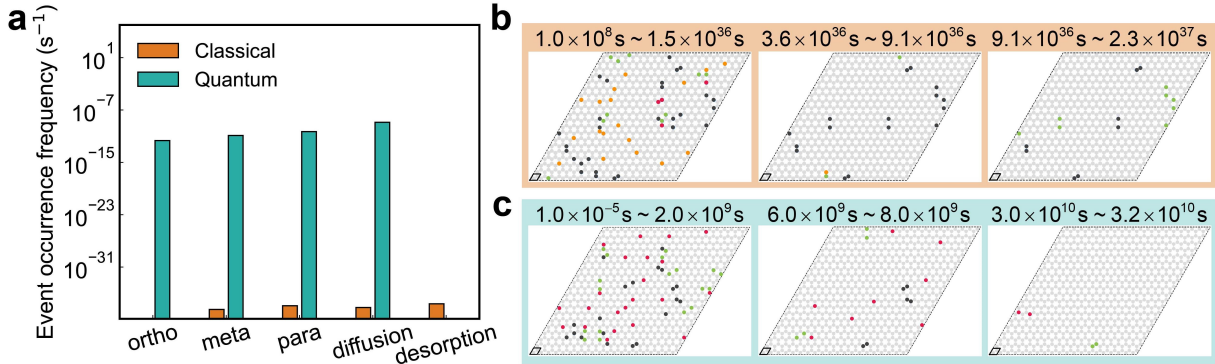 a
Event occurrence frequency (s⁻¹)
10¹
10⁻⁷
10⁻¹⁵
10⁻²³
10⁻³¹
Classical
Quantum
ortho
meta
para
diffusion
desorption
b
1.0×10⁸s ~ 1.5×10³⁶s
3.6×10³⁶s ~ 9.1×10³⁶s
9.1×10³⁶s ~ 2.3×10³⁷s
c
1.0×10⁻⁵s ~ 2.0×10⁹s
6.0×10⁹s ~ 8.0×10⁹s
3.0×10¹⁰s ~ 3.2×10¹⁰s